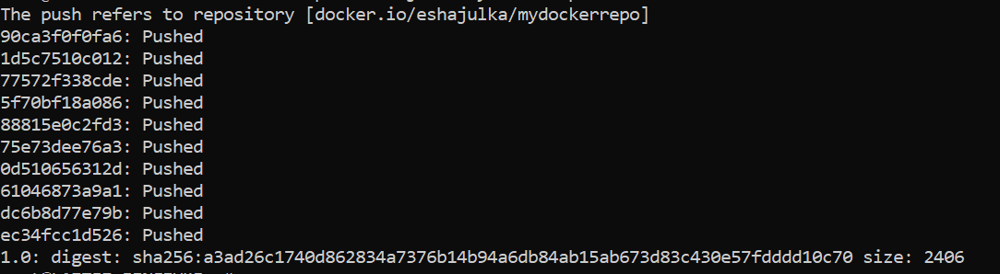 The push refers to repository [docker.io/eshajulka/mydockerrepo]
90ca3f0f0fa6: Pushed
1d5c7510c012: Pushed
77572f338cde: Pushed
5f70bf18a086: Pushed
88815e0c2fd3: Pushed
75e73dee76a3: Pushed
0d510656312d: Pushed
61046873a9a1: Pushed
dc6b8d77e79b: Pushed
ec34fcc1d526: Pushed
1.0: digest: sha256:a3ad26c1740d862834a7376b14b94a6db84ab15ab673d83c430e57fdddd10c70 size: 2406